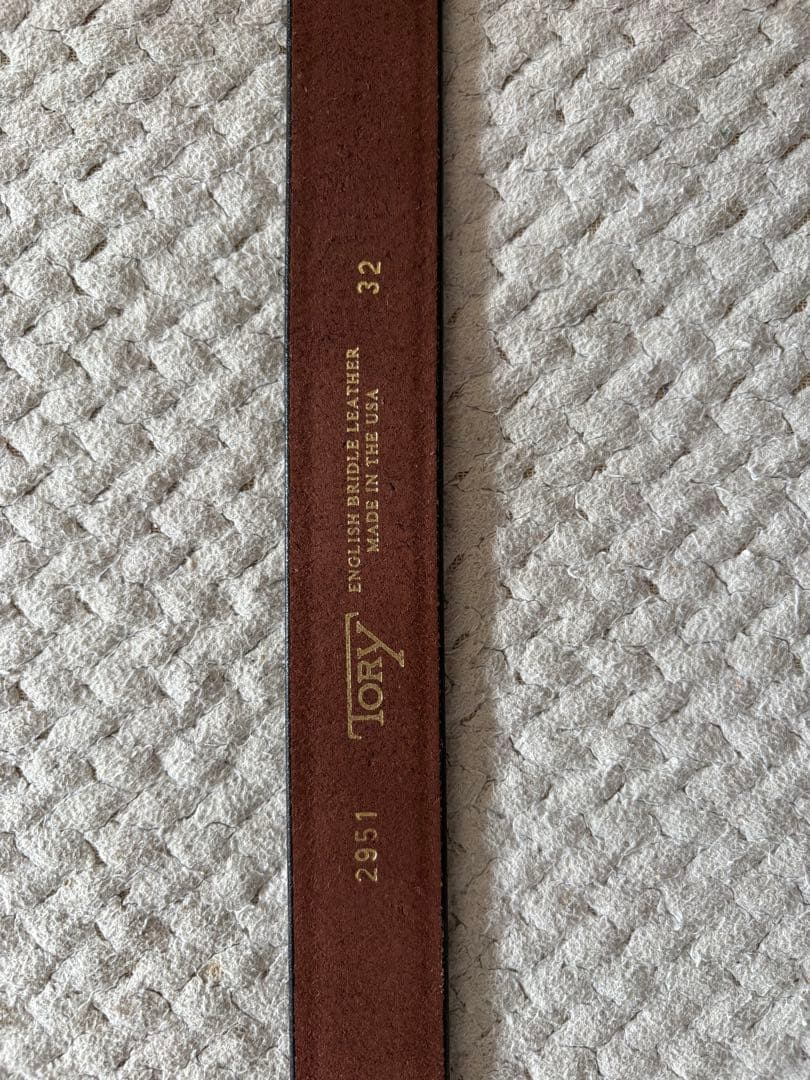 2951
TORY
ENGLISH BRIDLE LEATHER
MADE IN THE USA
32